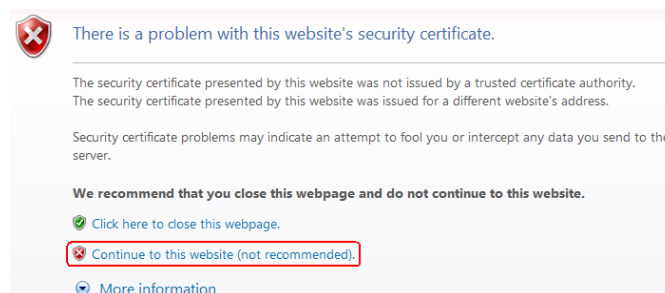 There is a problem with this website's security certificate.
The security certificate presented by this website was not issued by a trusted certificate authority.
The security certificate presented by this website was issued for a different website's address.
Security certificate problems may indicate an attempt to fool you or intercept any data you send to the
server.
We recommend that you close this webpage and do not continue to this website.
Click here to close this webpage.
Continue to this website (not recommended).
More information